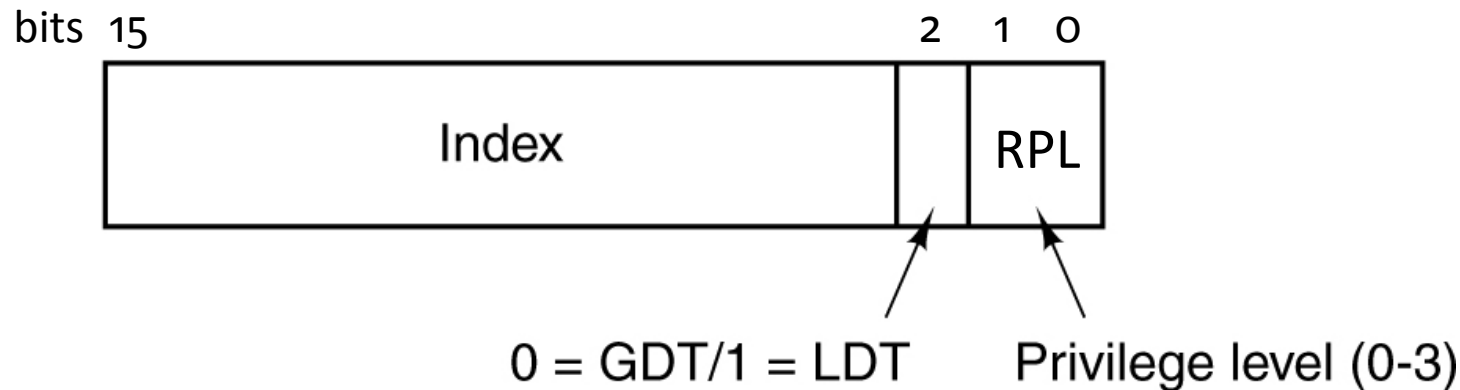 bits 15 2 1 0
Index RPL
0 = GDT/1 = LDT Privilege level (0-3)